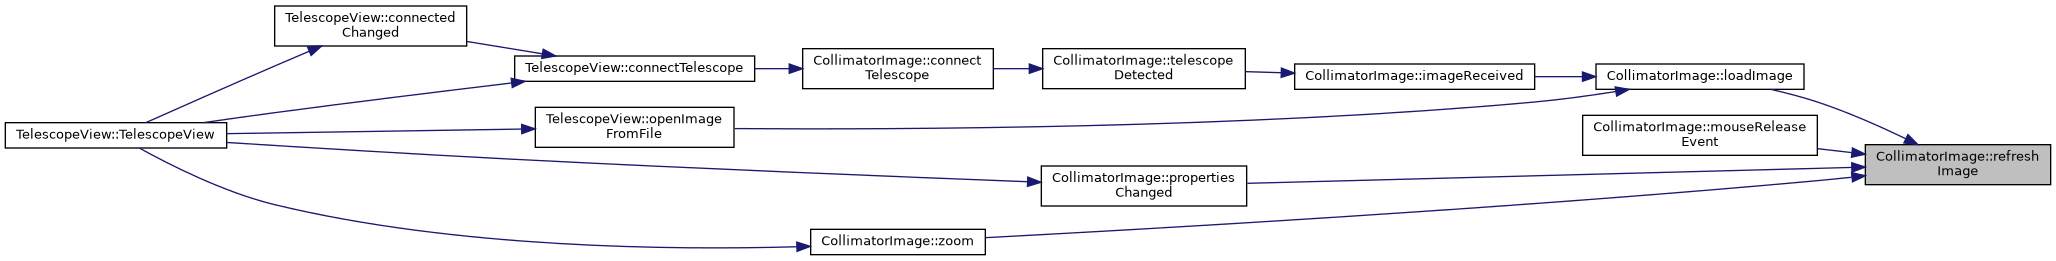 TelescopeView::connected
Changed
TelescopeView::connectTelescope
CollimatorImage::connect
Telescope
CollimatorImage::telescope
Detected
CollimatorImage::imageReceived
CollimatorImage::loadImage
TelescopeView::TelescopeView
TelescopeView::openImage
FromFile
CollimatorImage::mouseRelease
Event
CollimatorImage::refresh
Image
CollimatorImage::properties
Changed
CollimatorImage::zoom